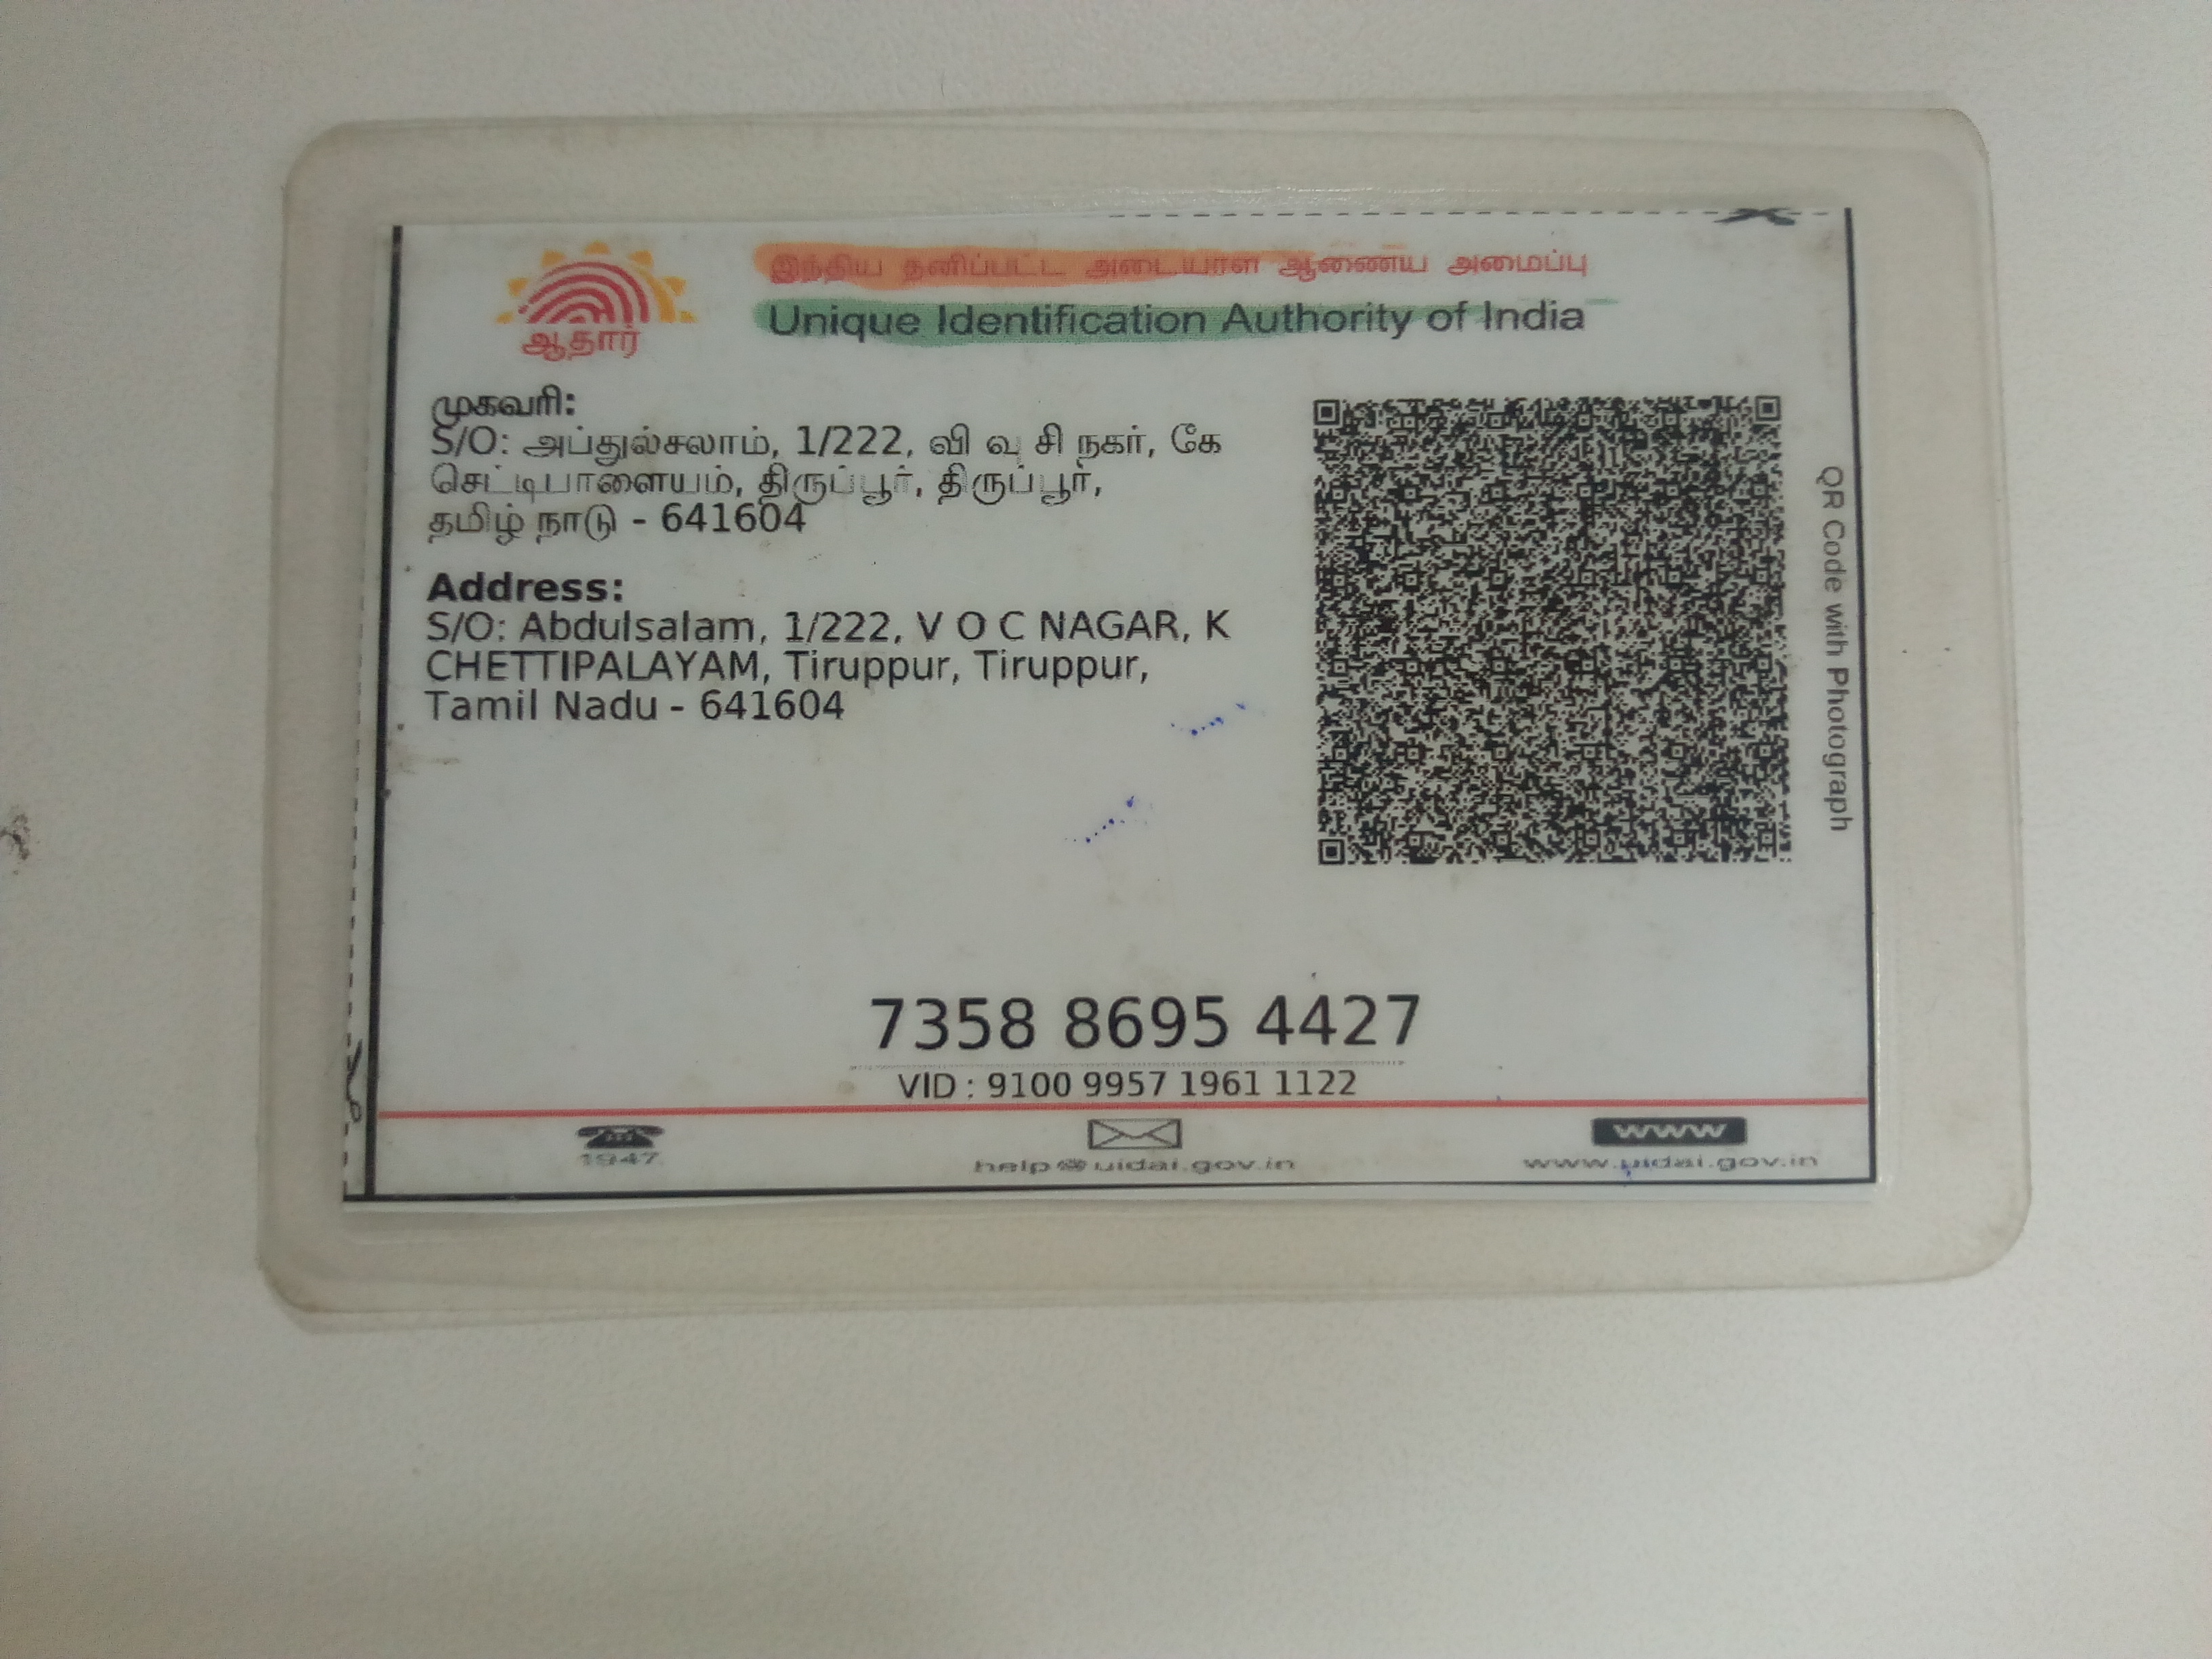 ஆதார்
இந்திய தனிப்பட்ட அடையாள ஆணைய அமைப்பு
Unique Identification Authority of India
முகவரி:
S/O: அப்துல்சலாம், 1/222, வி வு சி நகர், கே
செட்டிபாளையம், திருப்பூர், திருப்பூர்,
தமிழ் நாடு - 641604
Address:
S/O: Abdulsalam, 1/222, V O C NAGAR, K
CHETTIPALAYAM, Tiruppur, Tiruppur,
Tamil Nadu - 641604
QR Code with Photograph
7358 8695 4427
VID : 9100 9957 1961 1122
1947
help@uidai.gov.in
www
www.uidai.gov.in